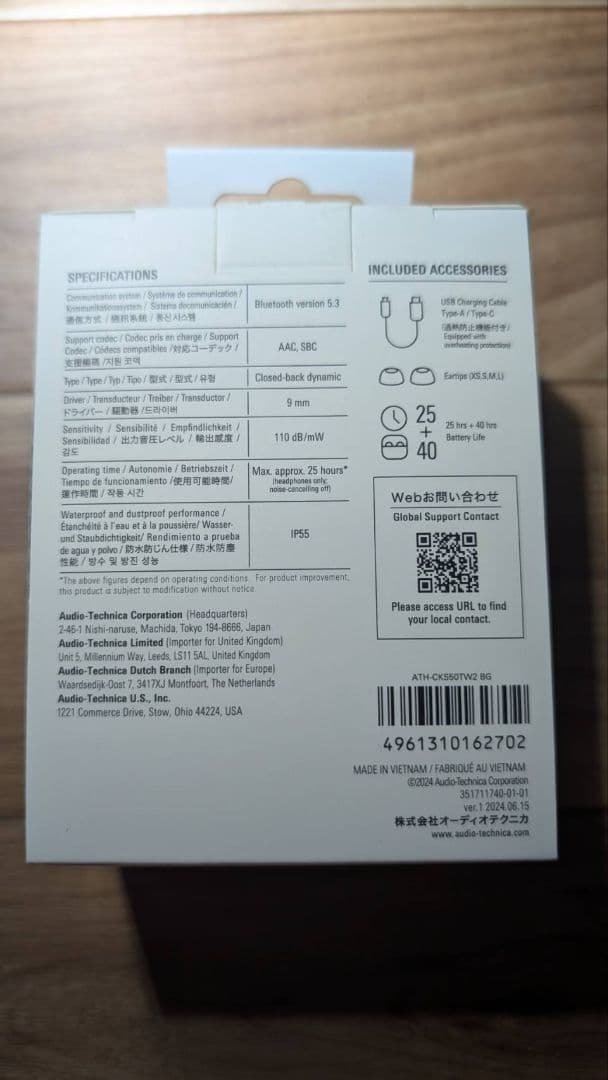 SPECIFICATIONS
Communication system / Système de communication /
Kommunikationssystem / Sistema de comunicación /
通信方式 / 通訊系統 / 통신 시스템
Bluetooth version 5.3
Support codec / Codec pris en charge / Support
Codec / Códecs compatibles / 対応コーデック /
支援編碼 / 지원 코덱
AAC, SBC
Type / Type / Typ / Tipo / 型式 / 型式 / 유형
Closed-back dynamic
Driver / Transducteur / Treiber / Transductor /
ドライバー / 驅動器 / 드라이버
9 mm
Sensitivity / Sensibilité / Empfindlichkeit /
Sensibilidad / 出力音圧レベル / 輸出感度 /
감도
110 dB/mW
Operating time / Autonomie / Betriebszeit /
Tiempo de funcionamiento / 使用可能時間/
運作時間 / 작동 시간
Max. approx. 25 hours*
(headphones only;
noise-cancelling off)
Waterproof and dustproof performance /
Étanchéité à l'eau et à la poussière/ Wasser-
und Staubdichtigkeit/ Rendimiento a prueba
de agua y polvo / 防水防じん仕様 / 防水防塵
性能 / 방수 및 방진 성능
IP55
*The above figures depend on operating conditions. For product improvement,
this product is subject to modification without notice.
Audio-Technica Corporation (Headquarters)
2-46-1 Nishi-naruse, Machida, Tokyo 194-8666, Japan
Audio-Technica Limited (Importer for United Kingdom)
Unit 5, Millennium Way, Leeds, LS11 5AL, United Kingdom
Audio-Technica Dutch Branch (Importer for Europe)
Waardsedijk-Oost 7, 3417XJ Montfoort, The Netherlands
Audio-Technica U.S., Inc.
1221 Commerce Drive, Stow, Ohio 44224, USA
INCLUDED ACCESSORIES
USB Charging Cable
Type-A / Type-C
(過熱防止機能付き/
Equipped with
overheating protection)
Eartips (XS,S,M,L)
25
+
40
25 hrs + 40 hrs
Battery Life
Webお問い合わせ
Global Support Contact
Please access URL to find
your local contact.
ATH-CKS50TW2 BG
4961310162702
MADE IN VIETNAM / FABRIQUÉ AU VIETNAM
©2024 Audio-Technica Corporation
351711740-01-01
ver.1 2024.06.15
株式会社オーディオテクニカ
www.audio-technica.com